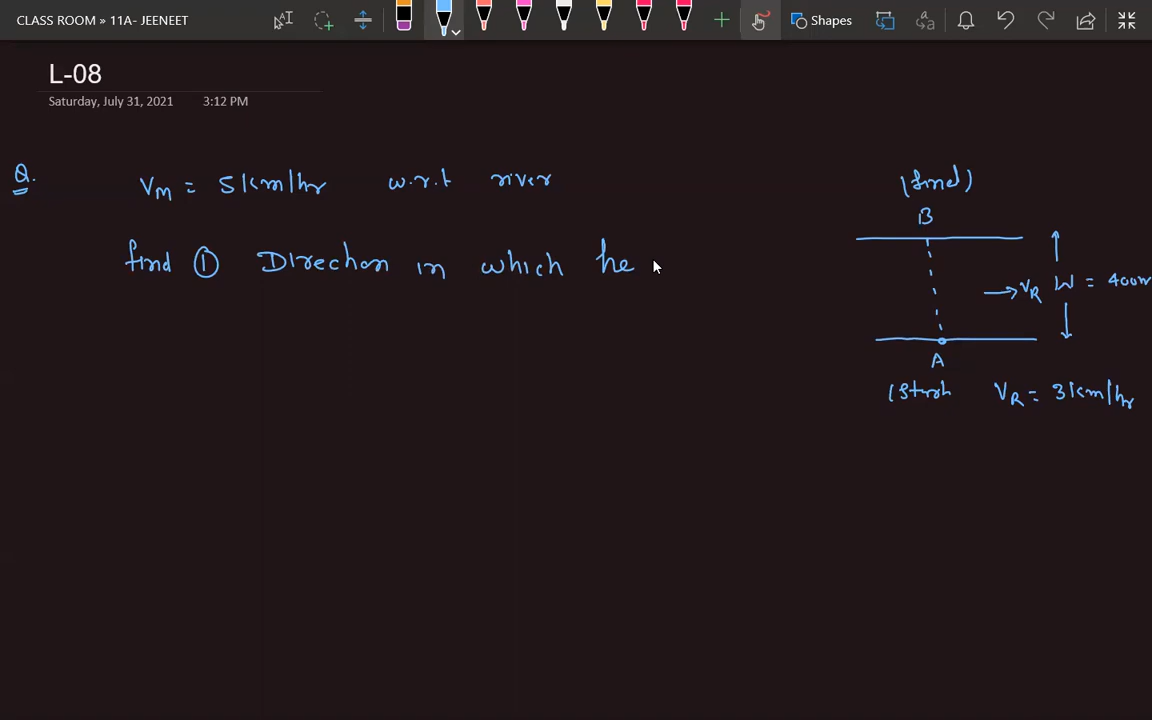 CLASS ROOM » 11A- JEENEET
Shapes
L-08
Saturday, July 31, 2021 3:12 PM
Q. VM = 5km/hr w.r.t river
find ① Direction in which he
(final)
B
→VR W = 400m
A
(Start VR = 3km/hr